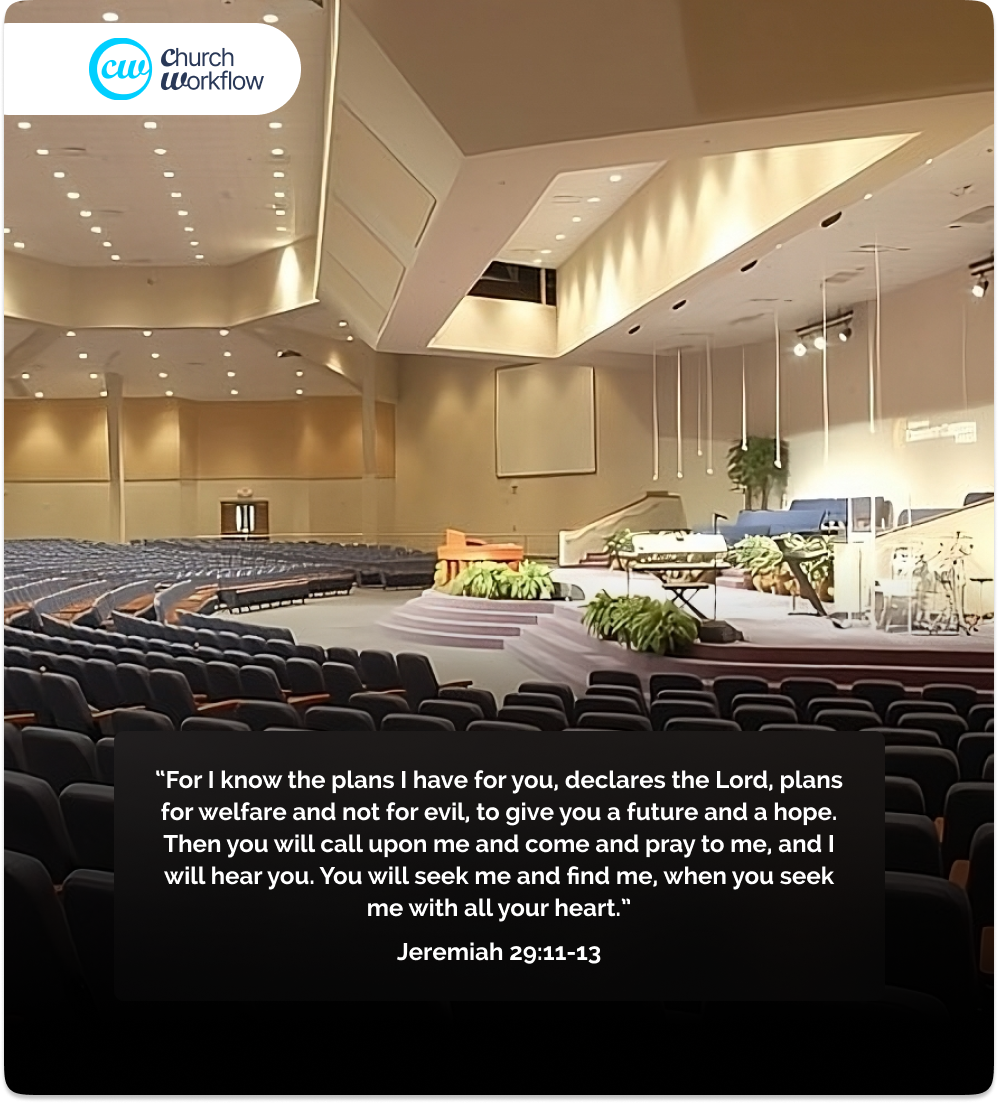 cw
Church
Workflow
“For I know the plans I have for you, declares the Lord, plans
for welfare and not for evil, to give you a future and a hope.
Then you will call upon me and come and pray to me, and I
will hear you. You will seek me and find me, when you seek
me with all your heart.”
Jeremiah 29:11-13